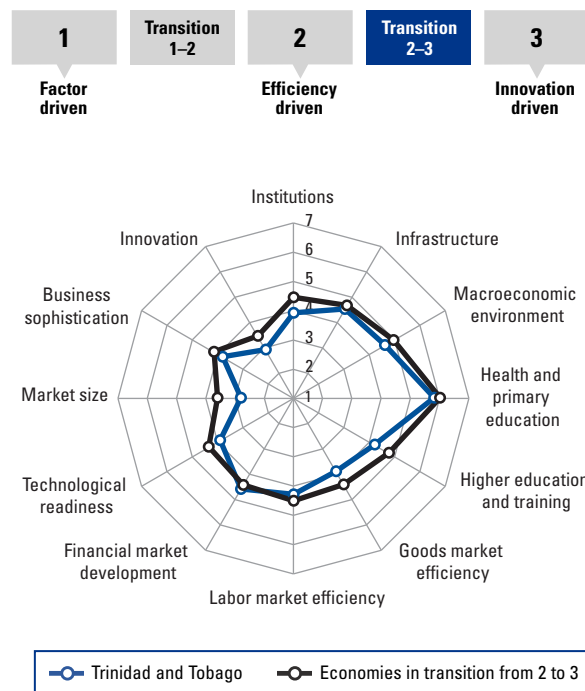 1
Transition
1–2
2
Transition
2–3
3
Factor
driven
Efficiency
driven
Innovation
driven
Institutions
7
Innovation
6
Infrastructure
Business
sophistication
5
Macroeconomic
environment
4
3
2
Market size
1
Health and
primary
education
Technological
readiness
Higher education
and training
Financial market
development
Goods market
efficiency
Labor market efficiency
Trinidad and Tobago
Economies in transition from 2 to 3